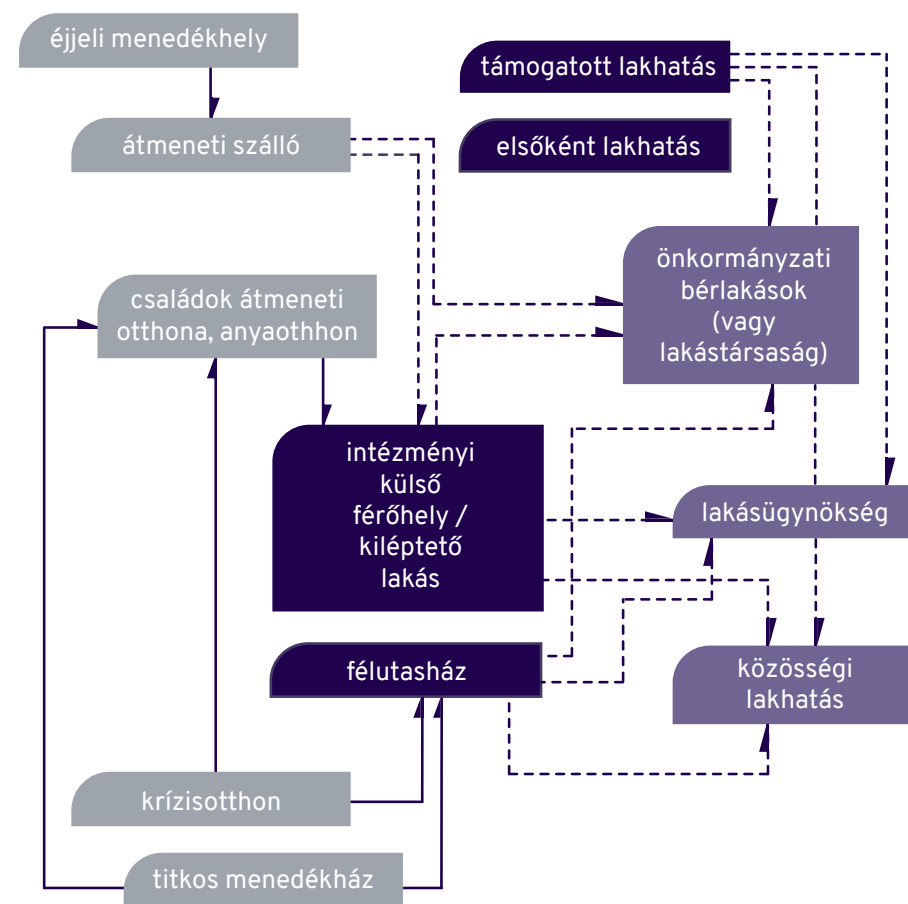 éjjeli menedékhely
támogatott lakhatás
átmeneti szálló
elsőként lakhatás
önkormányzati
bérlakások
(vagy
lakástársaság)
családok átmeneti
otthona, anyaothhon
intézményi
külső
férőhely /
kiléptető
lakás
lakásügynökség
félutasház
közösségi
lakhatás
krízisotthon
titkos menedékház